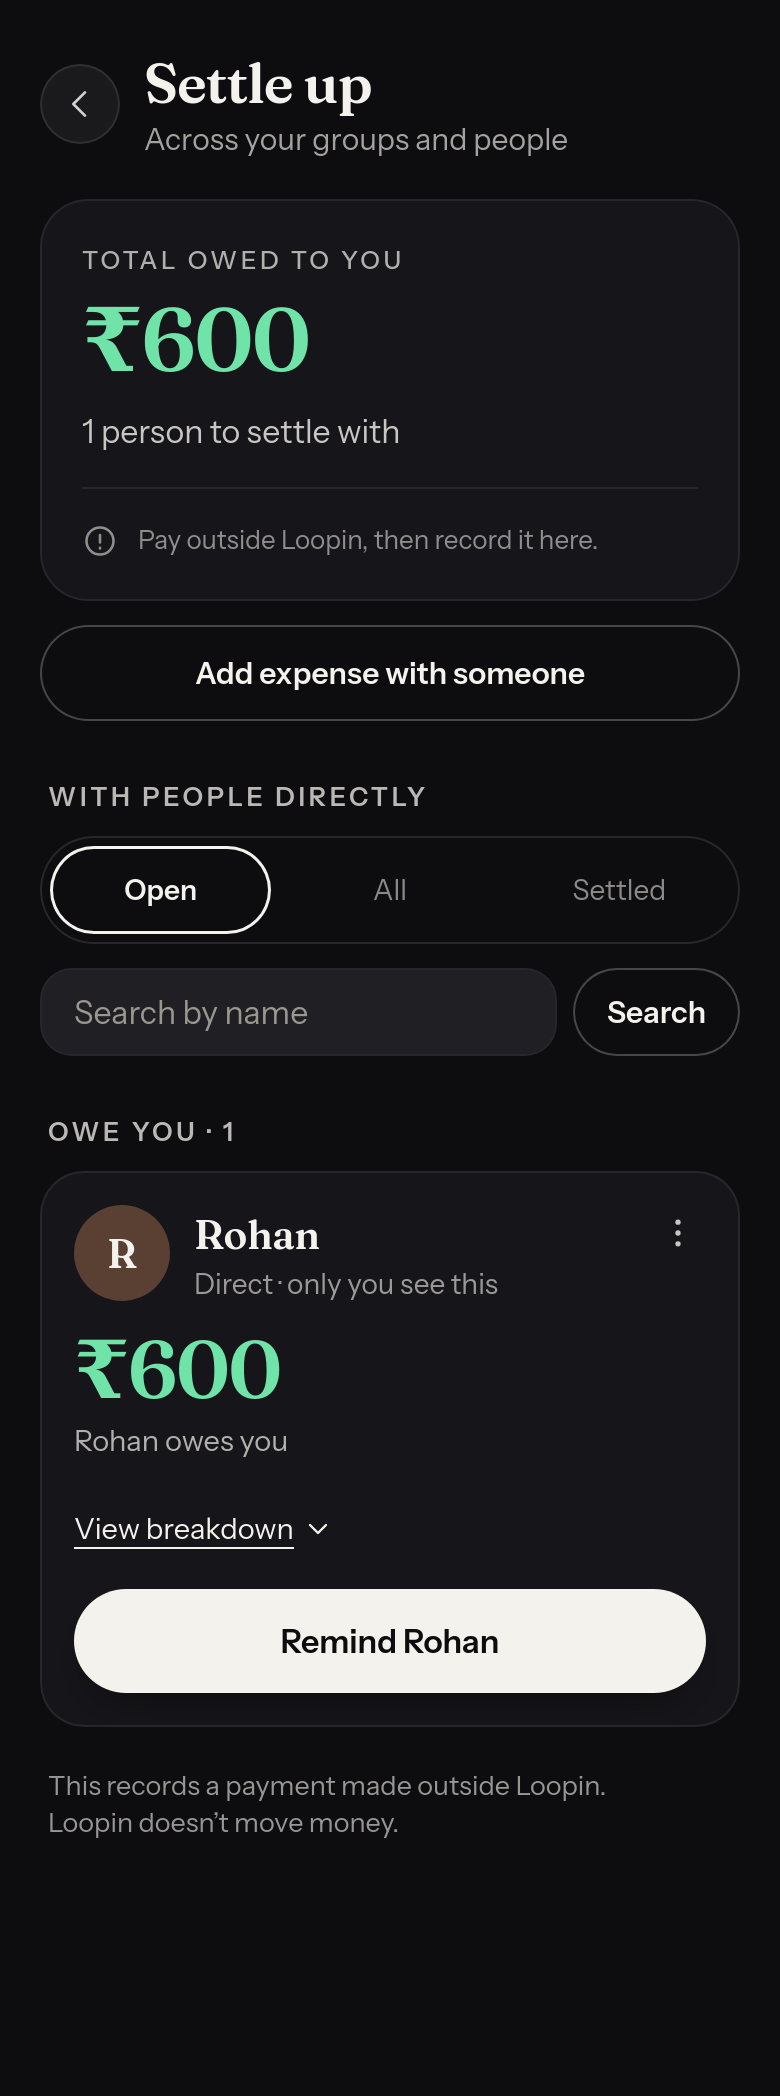 Settle up
Across your groups and people
TOTAL OWED TO YOU
₹600
1 person to settle with
Pay outside Loopin, then record it here.
Add expense with someone
WITH PEOPLE DIRECTLY
Open All Settled
Search by name Search
OWE YOU · 1
R Rohan
Direct · only you see this
₹600
Rohan owes you
View breakdown
Remind Rohan
This records a payment made outside Loopin.
Loopin doesn’t move money.